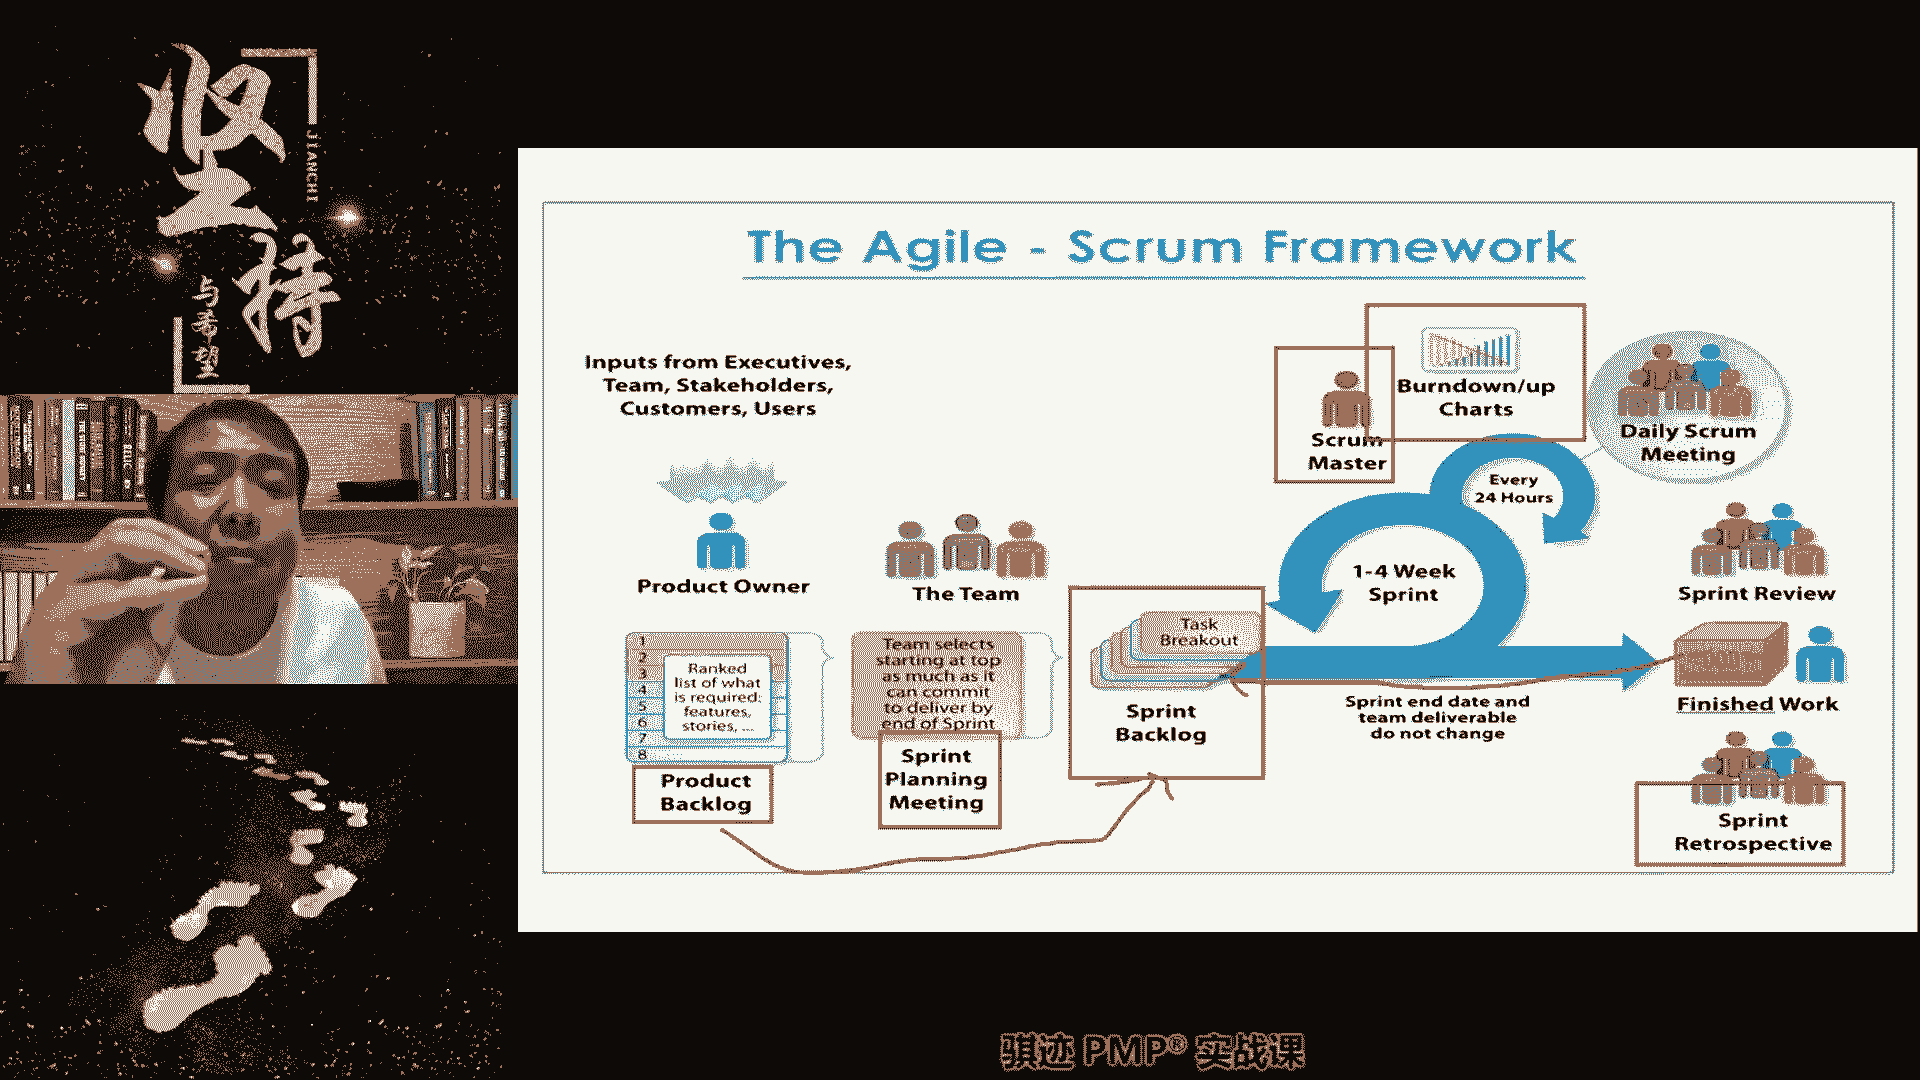 坚持
JIANCHI
与希望
The Agile - Scrum Framework
Inputs from Executives,
Team, Stakeholders,
Customers, Users
Product Owner
The Team
1
2
3
4
5
6
7
8
Ranked
list of what
is required:
features,
stories, ...
Product
Backlog
Team selects
starting at top
as much as it
can commit
to deliver by
end of Sprint
Sprint
Planning
Meeting
Task
Breakout
Sprint
Backlog
Scrum
Master
Burndown/up
Charts
Every
24 Hours
1-4 Week
Sprint
Daily Scrum
Meeting
Sprint Review
Sprint end date and
team deliverable
do not change
Finished Work
Sprint
Retrospective
骐迹 PMP® 实战课